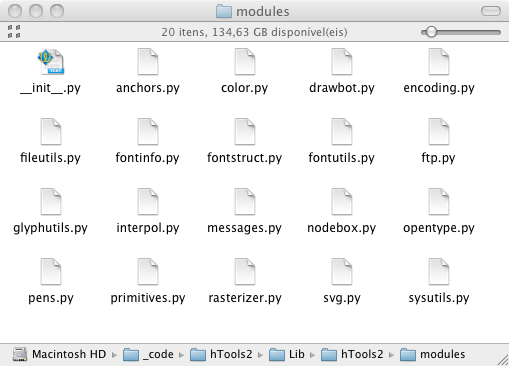 modules
20 itens, 134,63 GB disponível(eis)
__init__.py anchors.py color.py drawbot.py encoding.py
fileutils.py fontinfo.py fontstruct.py fontutils.py ftp.py
glyphutils.py interpol.py messages.py nodebox.py opentype.py
pens.py primitives.py rasterizer.py svg.py sysutils.py
Macintosh HD _code hTools2 Lib hTools2 modules